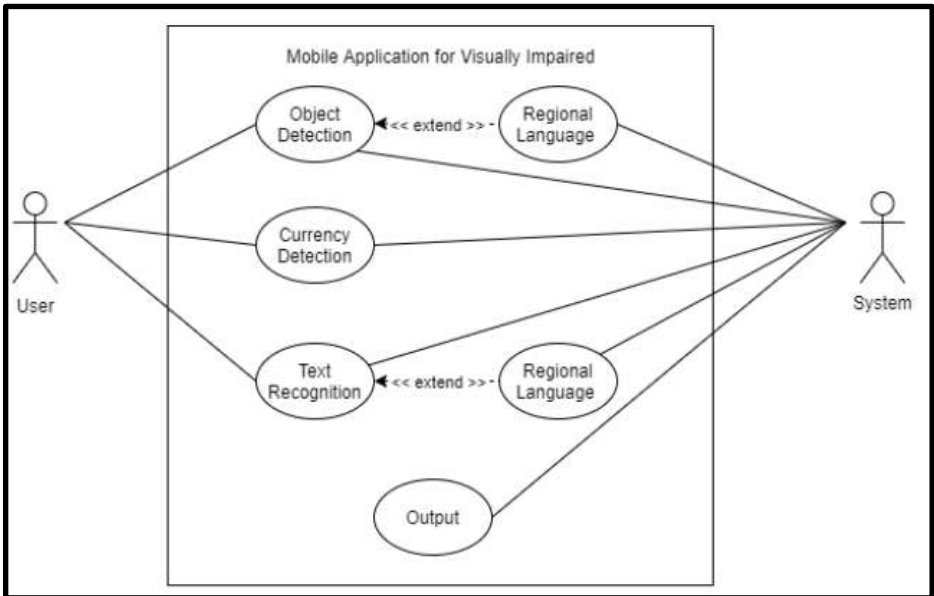 Mobile Application for Visually Impaired
Object
Detection
<< extend >>
Regional
Language
Currency
Detection
User
System
Text
Recognition
<< extend >>
Regional
Language
Output